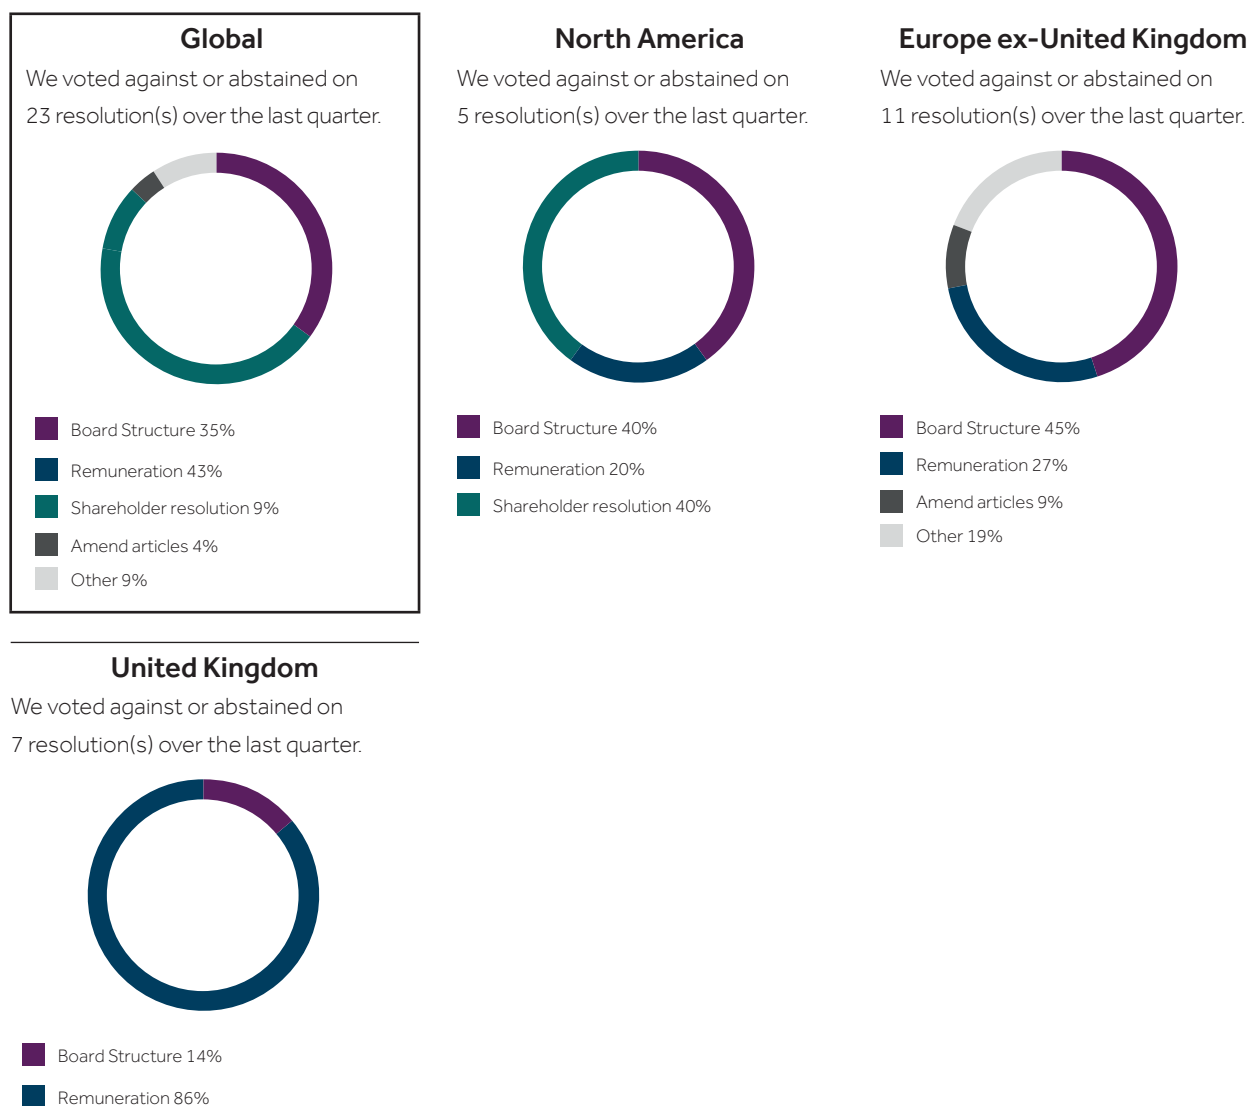 Global
We voted against or abstained on
23 resolution(s) over the last quarter.
Board Structure 35%
Remuneration 43%
Shareholder resolution 9%
Amend articles 4%
Other 9%
North America
We voted against or abstained on
5 resolution(s) over the last quarter.
Board Structure 40%
Remuneration 20%
Shareholder resolution 40%
Europe ex-United Kingdom
We voted against or abstained on
11 resolution(s) over the last quarter.
Board Structure 45%
Remuneration 27%
Amend articles 9%
Other 19%
United Kingdom
We voted against or abstained on
7 resolution(s) over the last quarter.
Board Structure 14%
Remuneration 86%